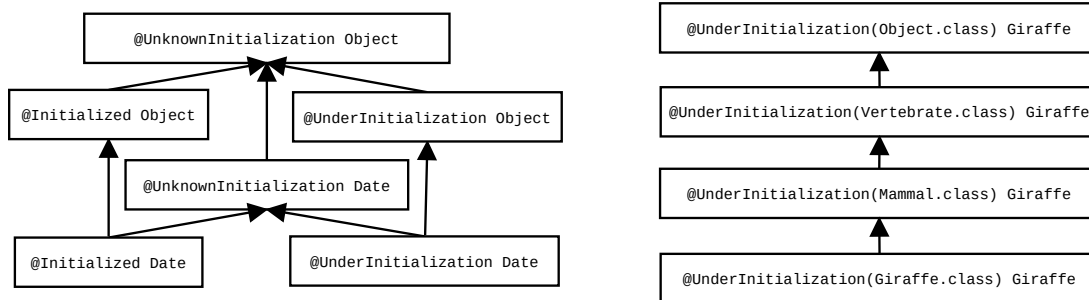 @UnknownInitialization Object
@Initialized Object
@UnderInitialization Object
@UnknownInitialization Date
@Initialized Date
@UnderInitialization Date
@UnderInitialization(Object.class) Giraffe
@UnderInitialization(Vertebrate.class) Giraffe
@UnderInitialization(Mammal.class) Giraffe
@UnderInitialization(Giraffe.class) Giraffe